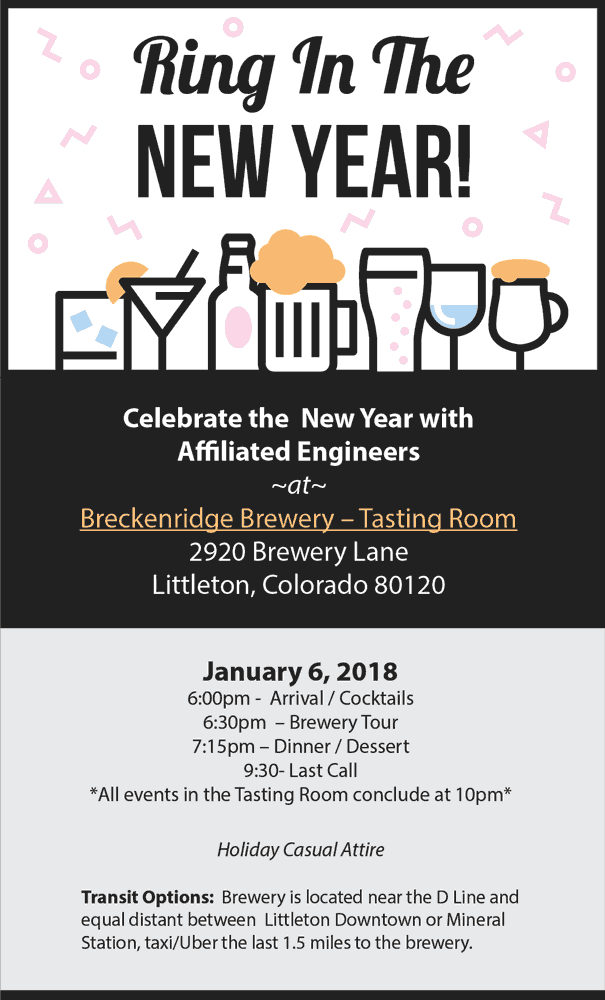 Ring In The
NEW YEAR!
Celebrate the  New Year with
Affiliated Engineers
~at~
Breckenridge Brewery – Tasting Room
2920 Brewery Lane
Littleton, Colorado 80120
January 6, 2018
6:00pm -  Arrival / Cocktails
6:30pm  – Brewery Tour
7:15pm – Dinner / Dessert
9:30- Last Call
*All events in the Tasting Room conclude at 10pm*
Holiday Casual Attire
Transit Options:  Brewery is located near the D Line and
equal distant between  Littleton Downtown or Mineral
Station, taxi/Uber the last 1.5 miles to the brewery.